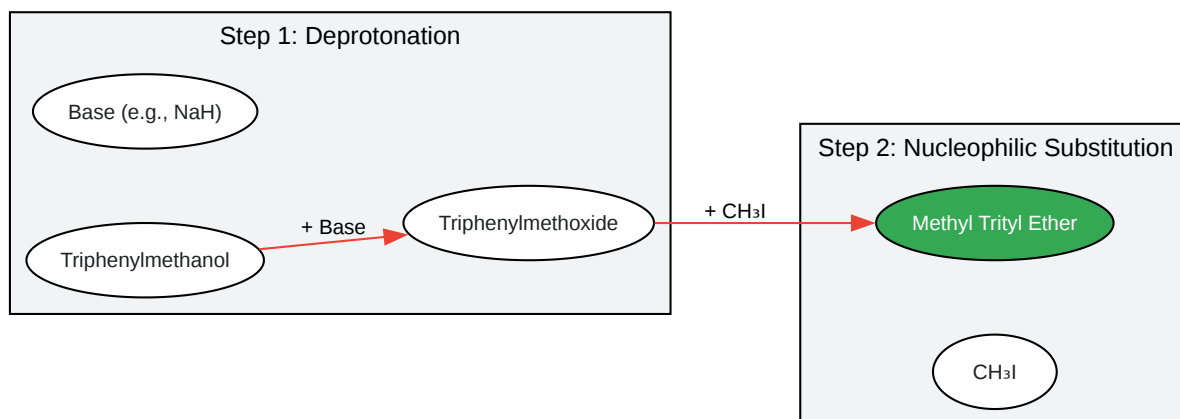 Step 1: Deprotonation
Base (e.g., NaH)
Triphenylmethanol
+ Base
Triphenylmethoxide
+ CH₃I
Step 2: Nucleophilic Substitution
Methyl Trityl Ether
CH₃I